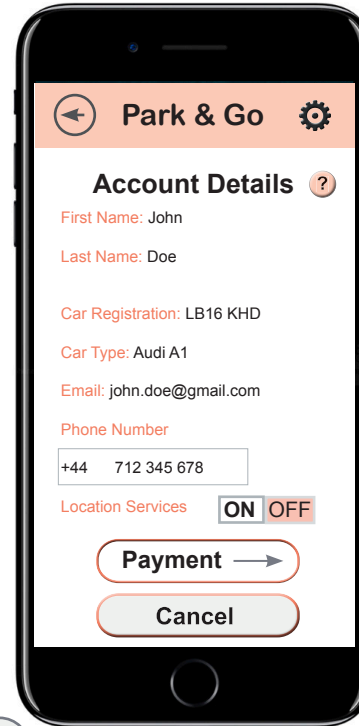 Park & Go
Account Details ?
First Name: John
Last Name: Doe
Car Registration: LB16 KHD
Car Type: Audi A1
Email: john.doe@gmail.com
Phone Number
+44 712 345 678
Location Services ON OFF
Payment
Cancel